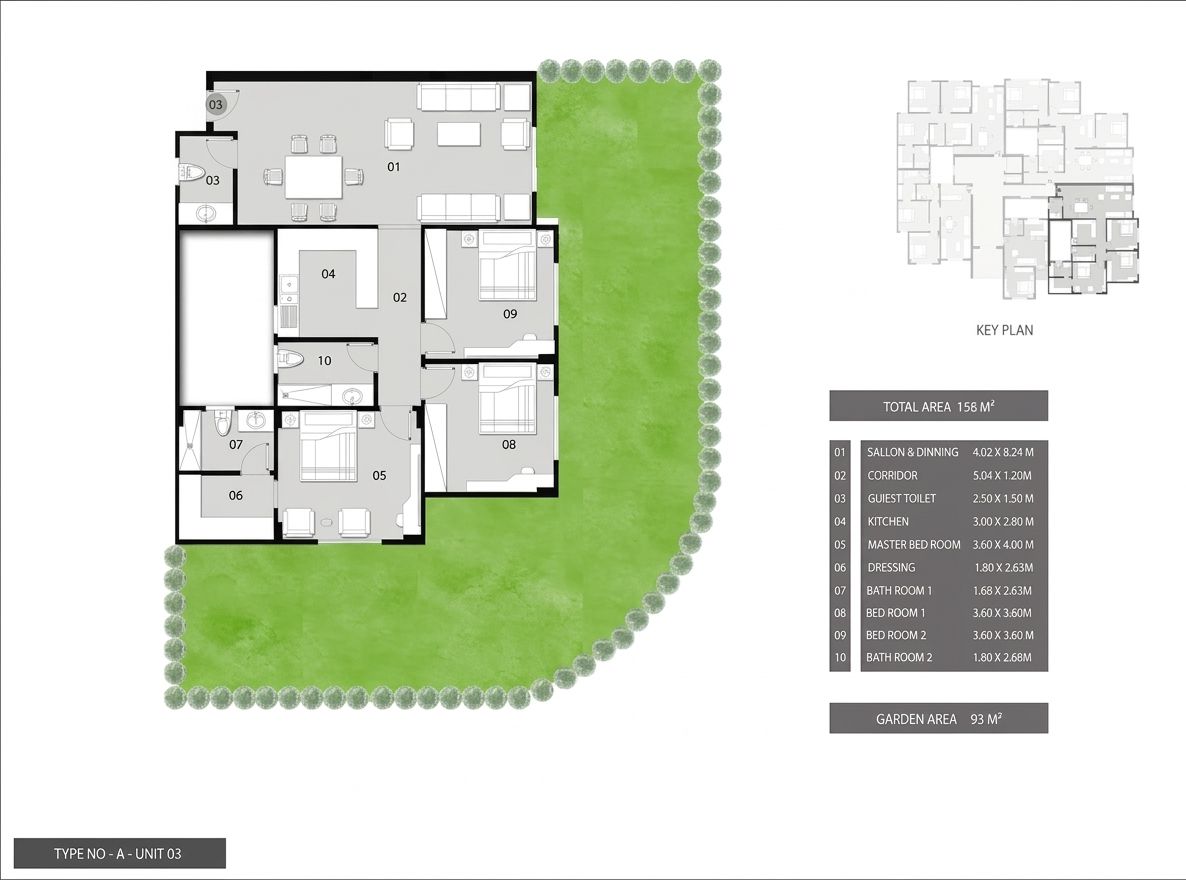 03
01
03
04
02
09
10
07
08
05
06
KEY PLAN
TOTAL AREA 158 M²
01 SALLON & DINNING 4.02 X 8.24 M
02 CORRIDOR 5.04 X 1.20M
03 GUIEST TOILET 2.50 X 1.50 M
04 KITCHEN 3.00 X 2.80 M
05 MASTER BED ROOM 3.60 X 4.00 M
06 DRESSING 1.80 X 2.63M
07 BATH ROOM 1 1.68 X 2.63M
08 BED ROOM 1 3.60 X 3.60M
09 BED ROOM 2 3.60 X 3.60 M
10 BATH ROOM 2 1.80 X 2.68M
GARDEN AREA 93 M²
TYPE NO - A - UNIT 03